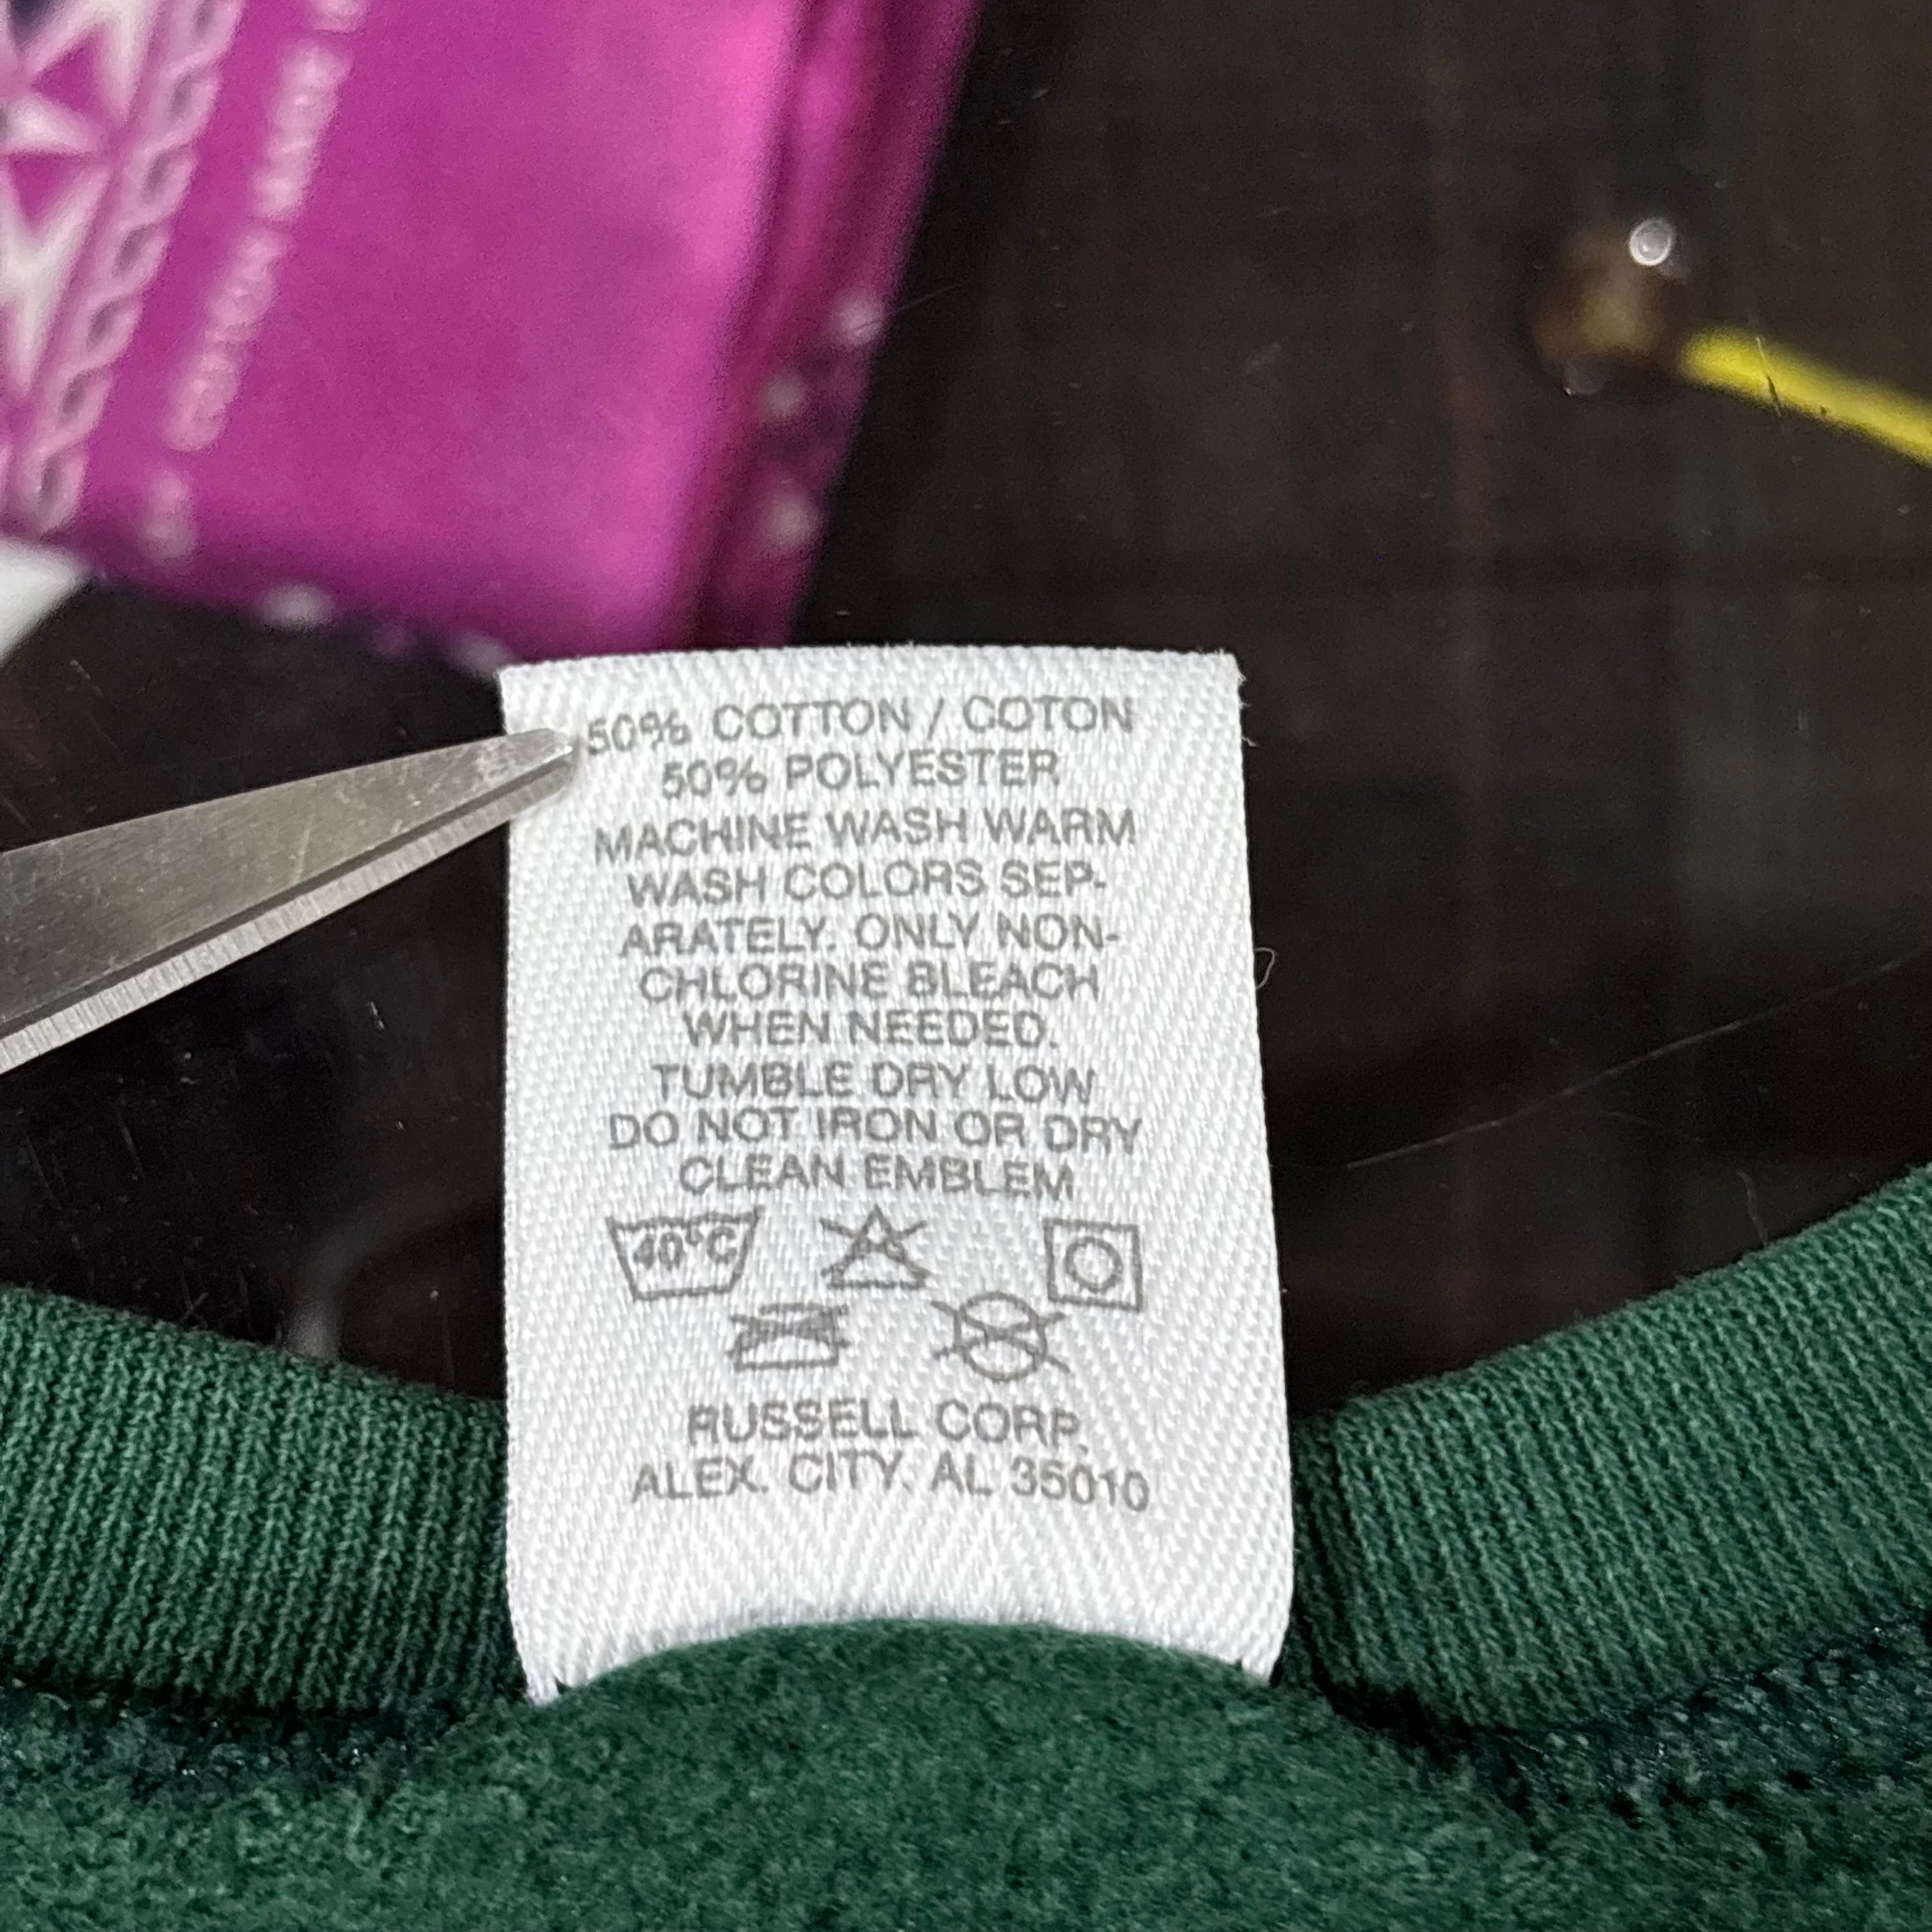 50% COTTON / COTON
50% POLYESTER
MACHINE WASH WARM
WASH COLORS SEP-
ARATELY. ONLY NON-
CHLORINE BLEACH
WHEN NEEDED.
TUMBLE DRY LOW
DO NOT IRON OR DRY
CLEAN EMBLEM
40°C
RUSSELL CORP.
ALEX. CITY. AL 35010